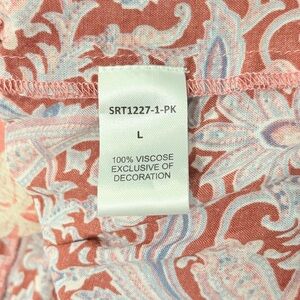 SRT1227-1-PK
L
100% VISCOSE
EXCLUSIVE OF
DECORATION